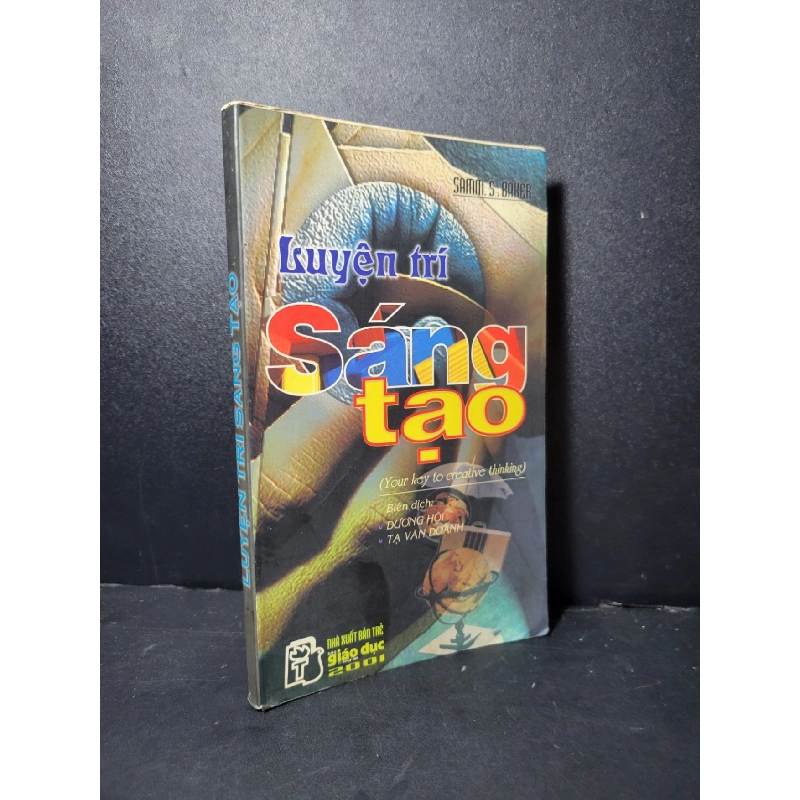 SAMM. S. BAKER
Luyện trí
Sáng
tạo
(Your key to creative thinking)
Biên dịch:
DƯƠNG HỘI
TẠ VĂN DOANH
NHÀ XUẤT BẢN TRẺ
giáo dục
2001
LUYỆN TRÍ SÁNG TẠO